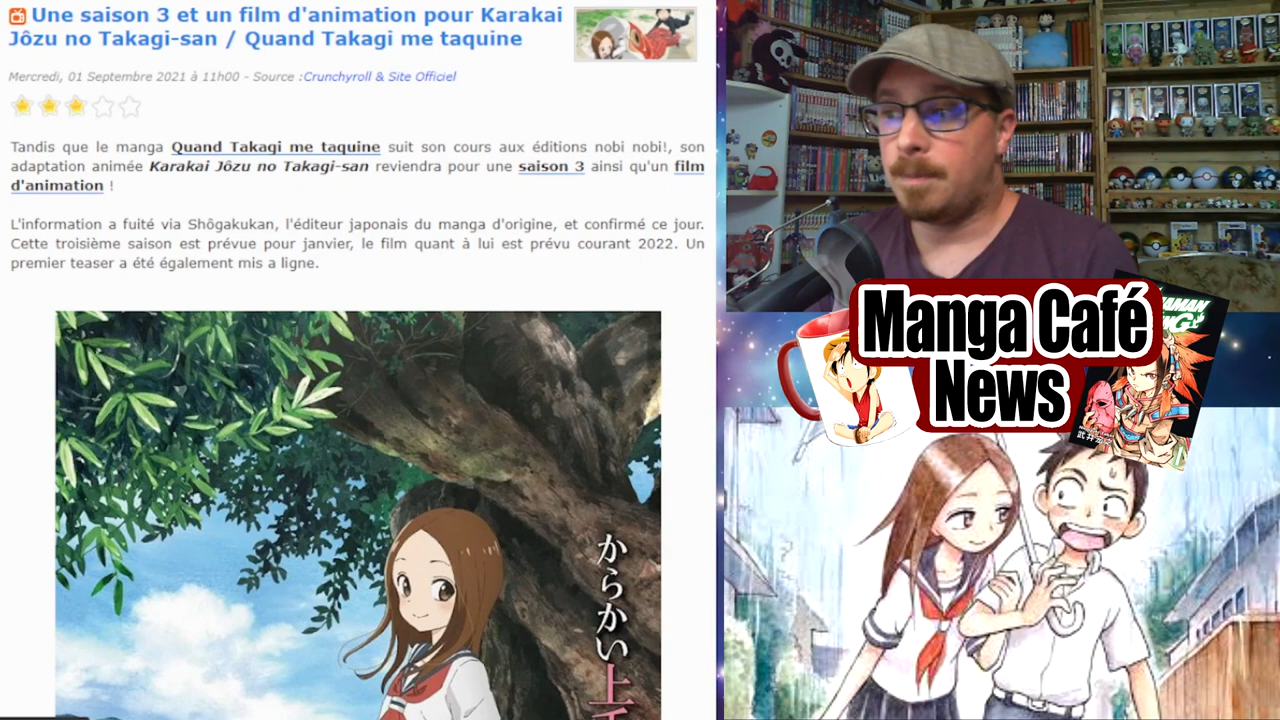 Une saison 3 et un film d'animation pour Karakai
Jôzu no Takagi-san / Quand Takagi me taquine
Mercredi, 01 Septembre 2021 à 11h00 - Source :Crunchyroll & Site Officiel
Tandis que le manga Quand Takagi me taquine suit son cours aux éditions nobi nobi!, son
adaptation animée Karakai Jôzu no Takagi-san reviendra pour une saison 3 ainsi qu'un film
d'animation !
L'information a fuité via Shôgakukan, l'éditeur japonais du manga d'origine, et confirmé ce jour.
Cette troisième saison est prévue pour janvier, le film quant à lui est prévu courant 2022. Un
premier teaser a été également mis a ligne.
からかい上
Manga Café
News
武井宏之